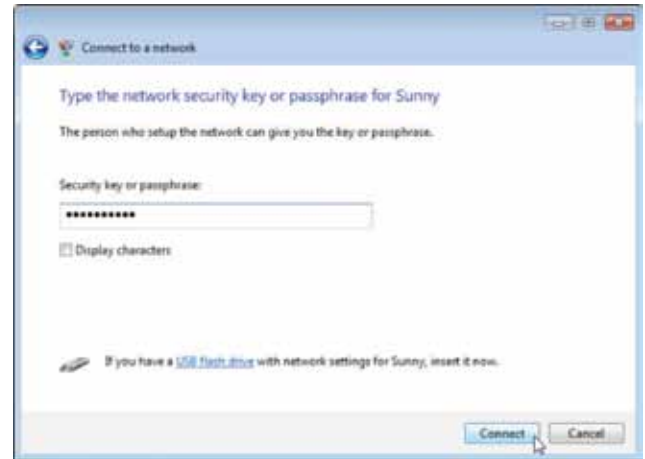 Connect to a network
Type the network security key or passphrase for Sunny
The person who setup the network can give you the key or passphrase.
Security key or passphrase:
••••••••••
Display characters
If you have a USB flash drive with network settings for Sunny, insert it now.
Connect
Cancel